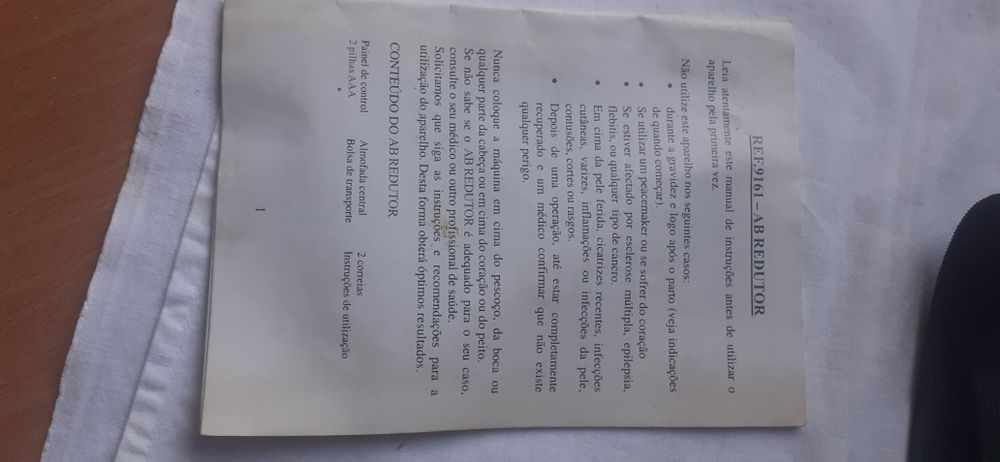 REF.9161 – AB REDUTOR
Leia atentamente este manual de instruções antes de utilizar o
aparelho pela primeira vez.
Não utilize este aparelho nos seguintes casos:
• durante a gravidez e logo após o parto (veja indicações
de quando começar).
• Se utilizar um peacemaker ou se sofrer do coração
• Se estiver afectado por esclerose múltipla, epilepsia,
flebitis, ou qualquer tipo de cancro.
• Em cima da pele ferida, cicatrizes recentes, infecções
cutâneas, varizes, inflamações ou infecções da pele,
contusões, cortes ou rasgos.
• Depois de uma operação, até estar completamente
recuperado e um médico confirmar que não existe
qualquer perigo.
Nunca coloque a máquina em cima do pescoço, da boca ou
qualquer parte da cabeça ou em cima do coração ou do peito.
Se não sabe se o AB REDUTOR é adequado para o seu caso,
consulte o seu médico ou outro profissional de saúde.
Solicitamos que siga as instruções e recomendações para a
utilização do aparelho. Desta forma obterá óptimos resultados.
CONTEÚDO DO AB REDUTOR
Painel de control Almofada central 2 correias
2 pilhas AAA Bolsa de transporte Instruções de utilização
1